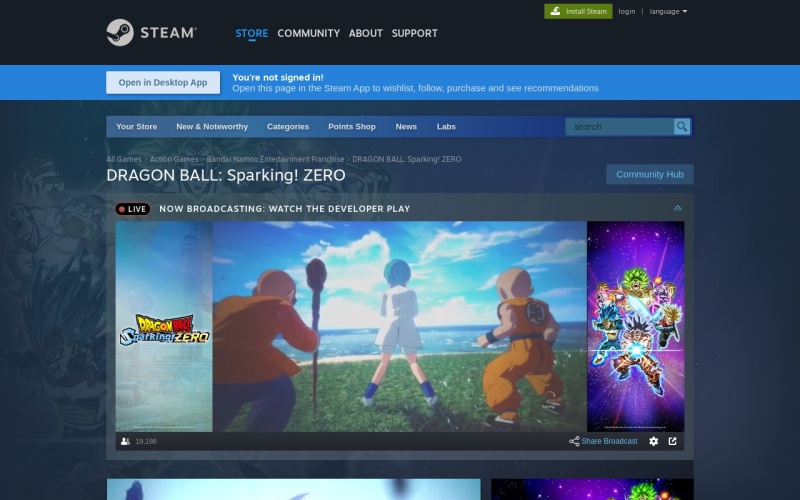 Install Steam
login | language
STEAM
STORE COMMUNITY ABOUT SUPPORT
Open in Desktop App
You're not signed in!
Open this page in the Steam App to wishlist, follow, purchase and see recommendations
Your Store New & Noteworthy Categories Points Shop News Labs
search
All Games > Action Games > Bandai Namco Entertainment Franchise > DRAGON BALL: Sparking! ZERO
DRAGON BALL: Sparking! ZERO
Community Hub
LIVE NOW BROADCASTING: WATCH THE DEVELOPER PLAY
DRAGON BALL
Sparking! ZERO
19,198
Share Broadcast